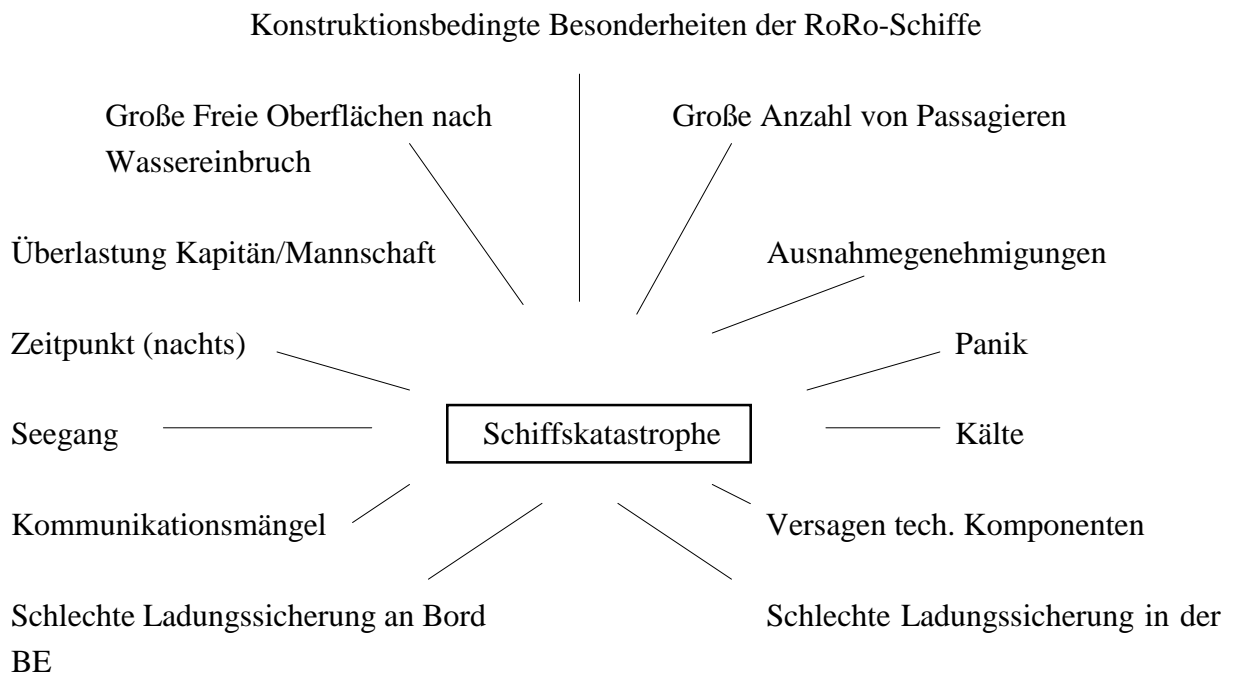 Konstruktionsbedingte Besonderheiten der RoRo-Schiffe
Große Freie Oberflächen nach
Wassereinbruch
Große Anzahl von Passagieren
Überlastung Kapitän/Mannschaft
Ausnahmegenehmigungen
Zeitpunkt (nachts)
Panik
Seegang
Schiffskatastrophe
Kälte
Kommunikationsmängel
Versagen tech. Komponenten
Schlechte Ladungssicherung an Bord
Schlechte Ladungssicherung in der
BE